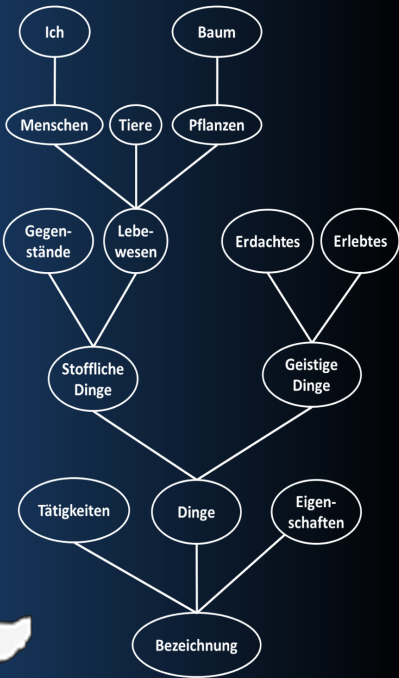 Ich
Baum
Menschen
Tiere
Pflanzen
Gegen-
stände
Lebe-
wesen
Erdachtes
Erlebtes
Stoffliche
Dinge
Geistige
Dinge
Tätigkeiten
Dinge
Eigen-
schaften
Bezeichnung